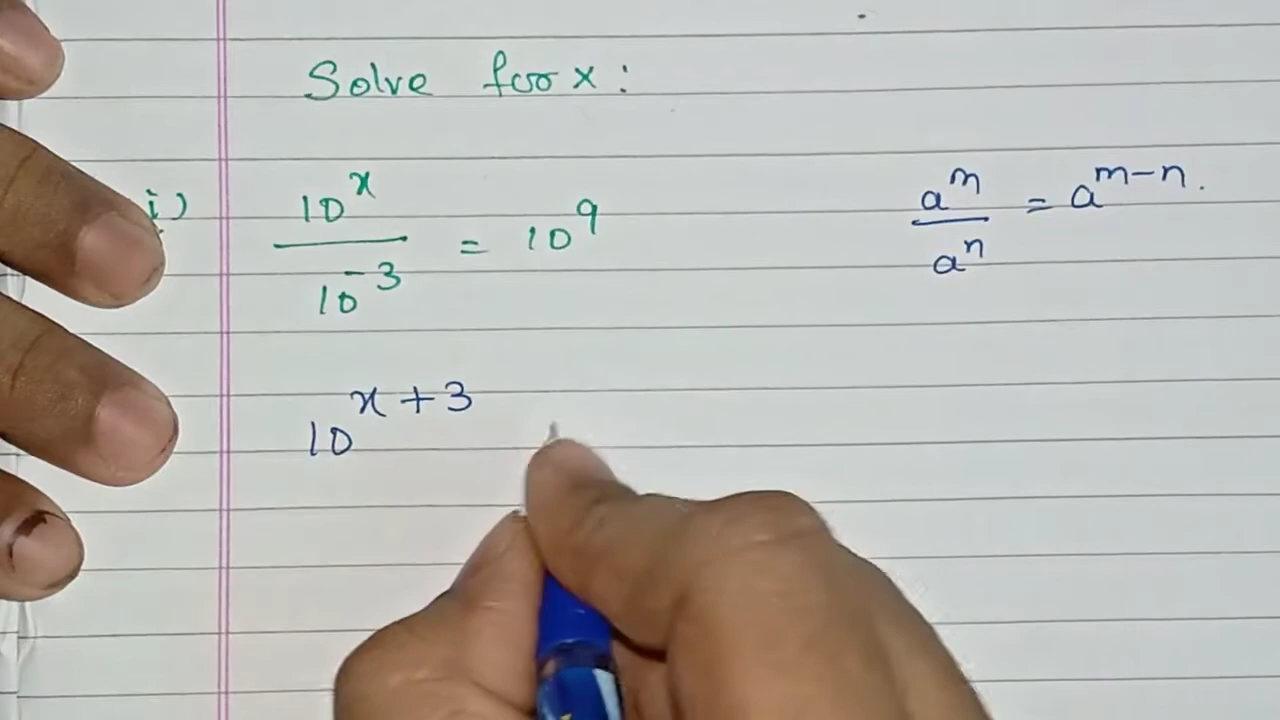 Solve for x:
i) 10^x / 10^-3 = 10^9
a^m / a^n = a^m-n.
10^x+3